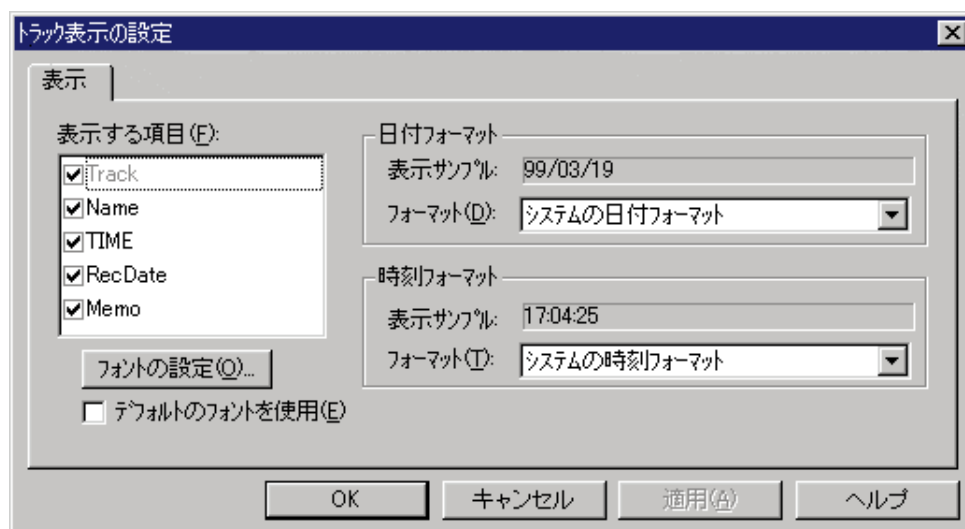 トラック表示の設定
表示
表示する項目(F):
Track
Name
TIME
RecDate
Memo
フォントの設定(O)...
デフォルトのフォントを使用(E)
日付フォーマット
表示サンプル: 99/03/19
フォーマット(D): システムの日付フォーマット
時刻フォーマット
表示サンプル: 17:04:25
フォーマット(T): システムの時刻フォーマット
OK キャンセル 適用(A) ヘルプ